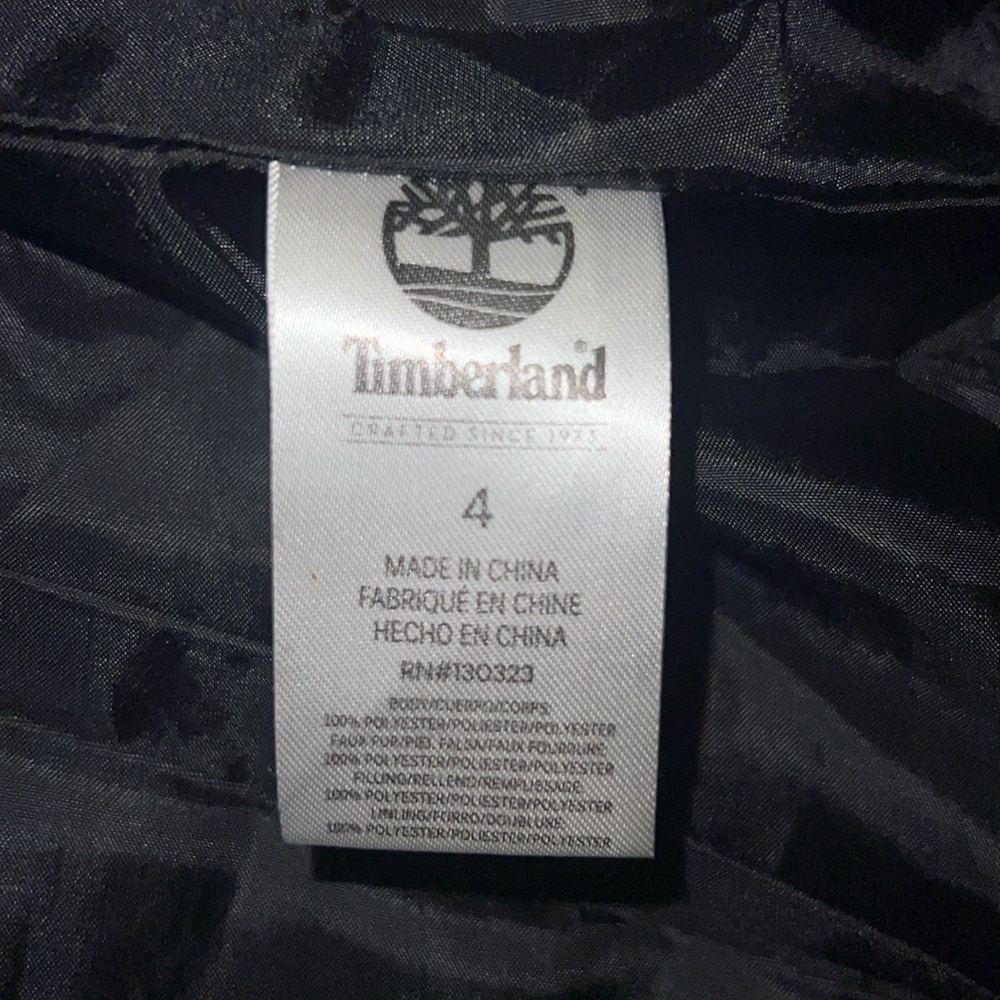 Timberland®
CRAFTED SINCE 1973
4
MADE IN CHINA
FABRIQUÉ EN CHINE
HECHO EN CHINA
RN#130323
BODY/CUERPO/CORPS
100% POLYESTER/POLIESTER/POLYESTER
FAUX FUR/PIEL FALSA/FAUX FOURRURE
100% POLYESTER/POLIESTER/POLYESTER
FILLING/RELLENO/REMPLISSAGE
100% POLYESTER/POLIESTER/POLYESTER
LINLING/FORRO/DOUBLURE
100% POLYESTER/POLIESTER/POLYESTER